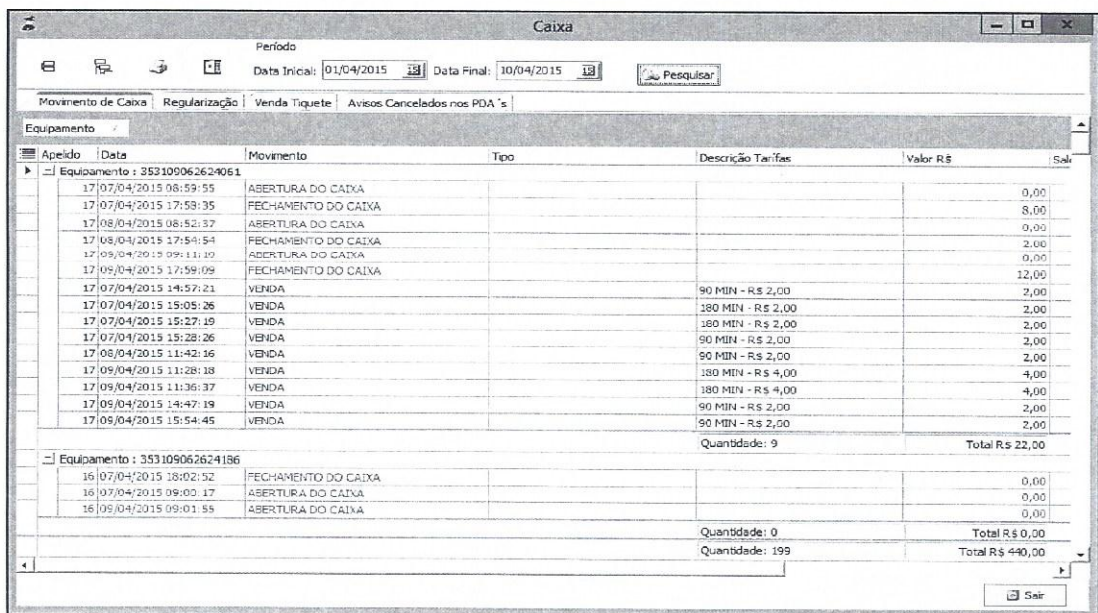 Caixa
Período
Data Inicial: 01/04/2015 15 Data Final: 10/04/2015 15 Pesquisar
Movimento de Caixa Regularização Venda Tiquete Avisos Cancelados nos PDA´s
Equipamento
Apelido Data Movimento Tipo Descrição Tarifas Valor R$
Equipamento : 353109062624061
17 07/04/2015 08:59:55 ABERTURA DO CAIXA 0,00
17 07/04/2015 17:58:35 FECHAMENTO DO CAIXA 8,00
17 08/04/2015 08:52:37 ABERTURA DO CAIXA 0,00
17 08/04/2015 17:54:54 FECHAMENTO DO CAIXA 2,00
17 09/04/2015 09:11:10 ABERTURA DO CAIXA 0,00
17 09/04/2015 17:59:09 FECHAMENTO DO CAIXA 12,00
17 07/04/2015 14:57:21 VENDA 90 MIN - R$ 2,00 2,00
17 07/04/2015 15:05:26 VENDA 180 MIN - R$ 2,00 2,00
17 07/04/2015 15:27:19 VENDA 180 MIN - R$ 2,00 2,00
17 07/04/2015 15:28:26 VENDA 90 MIN - R$ 2,00 2,00
17 08/04/2015 11:42:16 VENDA 90 MIN - R$ 2,00 2,00
17 09/04/2015 11:28:18 VENDA 180 MIN - R$ 4,00 4,00
17 09/04/2015 11:36:37 VENDA 180 MIN - R$ 4,00 4,00
17 09/04/2015 14:47:19 VENDA 90 MIN - R$ 2,00 2,00
17 09/04/2015 15:54:45 VENDA 90 MIN - R$ 2,00 2,00
Quantidade: 9 Total R$ 22,00
Equipamento : 353109062624186
16 07/04/2015 18:02:52 FECHAMENTO DO CAIXA 0,00
16 07/04/2015 09:00:17 ABERTURA DO CAIXA 0,00
16 09/04/2015 09:01:55 ABERTURA DO CAIXA 0,00
Quantidade: 0 Total R$ 0,00
Quantidade: 199 Total R$ 440,00
Sair